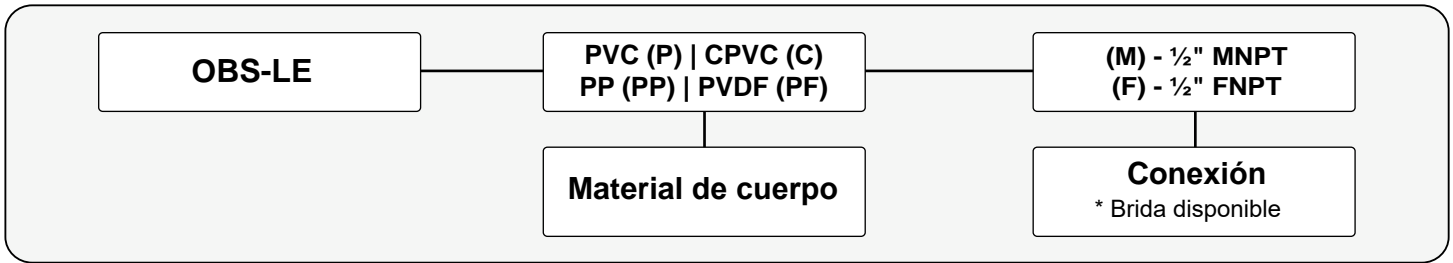 OBS-LE
PVC (P) | CPVC (C)
PP (PP) | PVDF (PF)
(M) - ½" MNPT
(F) - ½" FNPT
Material de cuerpo
Conexión
* Brida disponible